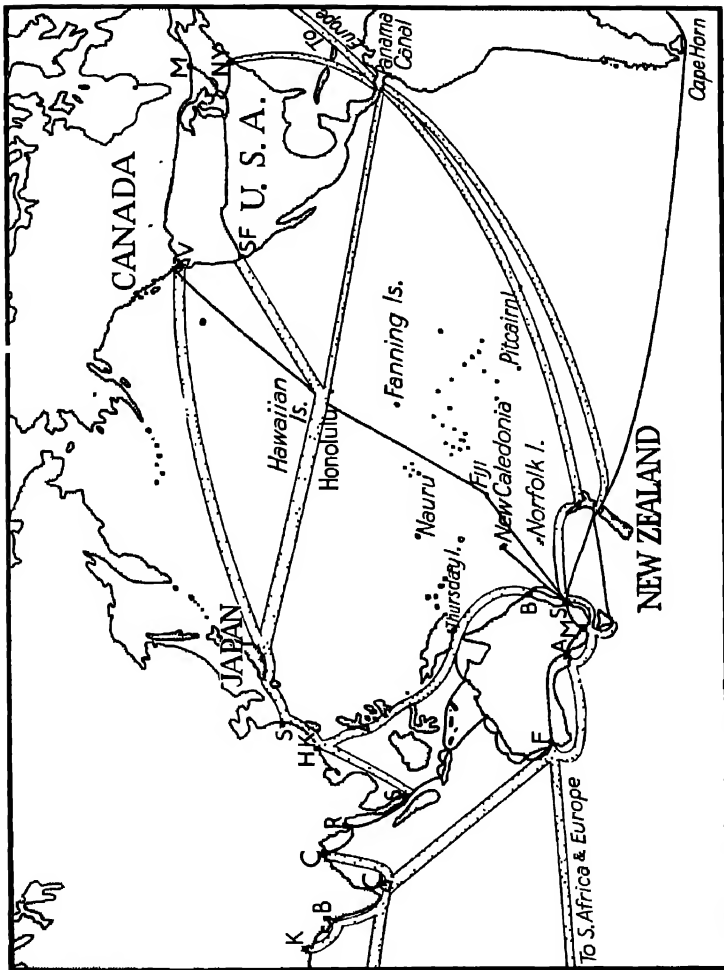 CANADA
M
NY
To
Europe
Panama
Canal
V
U. S. A.
SF
Cape Horn
JAPAN
Hawaiian
Is.
Honolulu
Fanning Is.
S
HK
Nauru
Thursday I.
Fiji
New Caledonia
Norfolk I.
Pitcairn I.
K
B
C
R
S
C
B
S
A
M
F
NEW ZEALAND
To S. Africa & Europe